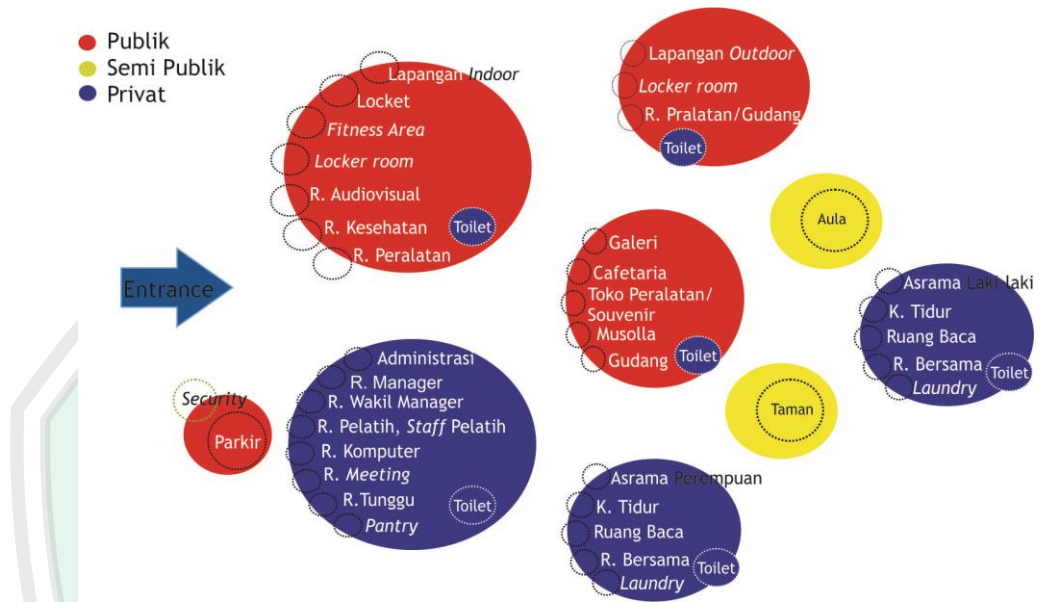 Publik
Semi Publik
Privat
Lapangan Indoor
Locket
Fitness Area
Locker room
R. Audiovisual
R. Kesehatan
Toilet
R. Peralatan
Lapangan Outdoor
Locker room
R. Pralatan/Gudang
Toilet
Aula
Entrance
Galeri
Cafetaria
Toko Peralatan/
Souvenir
Musolla
Gudang
Toilet
Asrama Laki-laki
K. Tidur
Ruang Baca
R. Bersama
Toilet
Laundry
Security
Parkir
Administrasi
R. Manager
R. Wakil Manager
R. Pelatih, Staff Pelatih
R. Komputer
R. Meeting
R.Tunggu
Toilet
Pantry
Taman
Asrama Perempuan
K. Tidur
Ruang Baca
R. Bersama
Toilet
Laundry